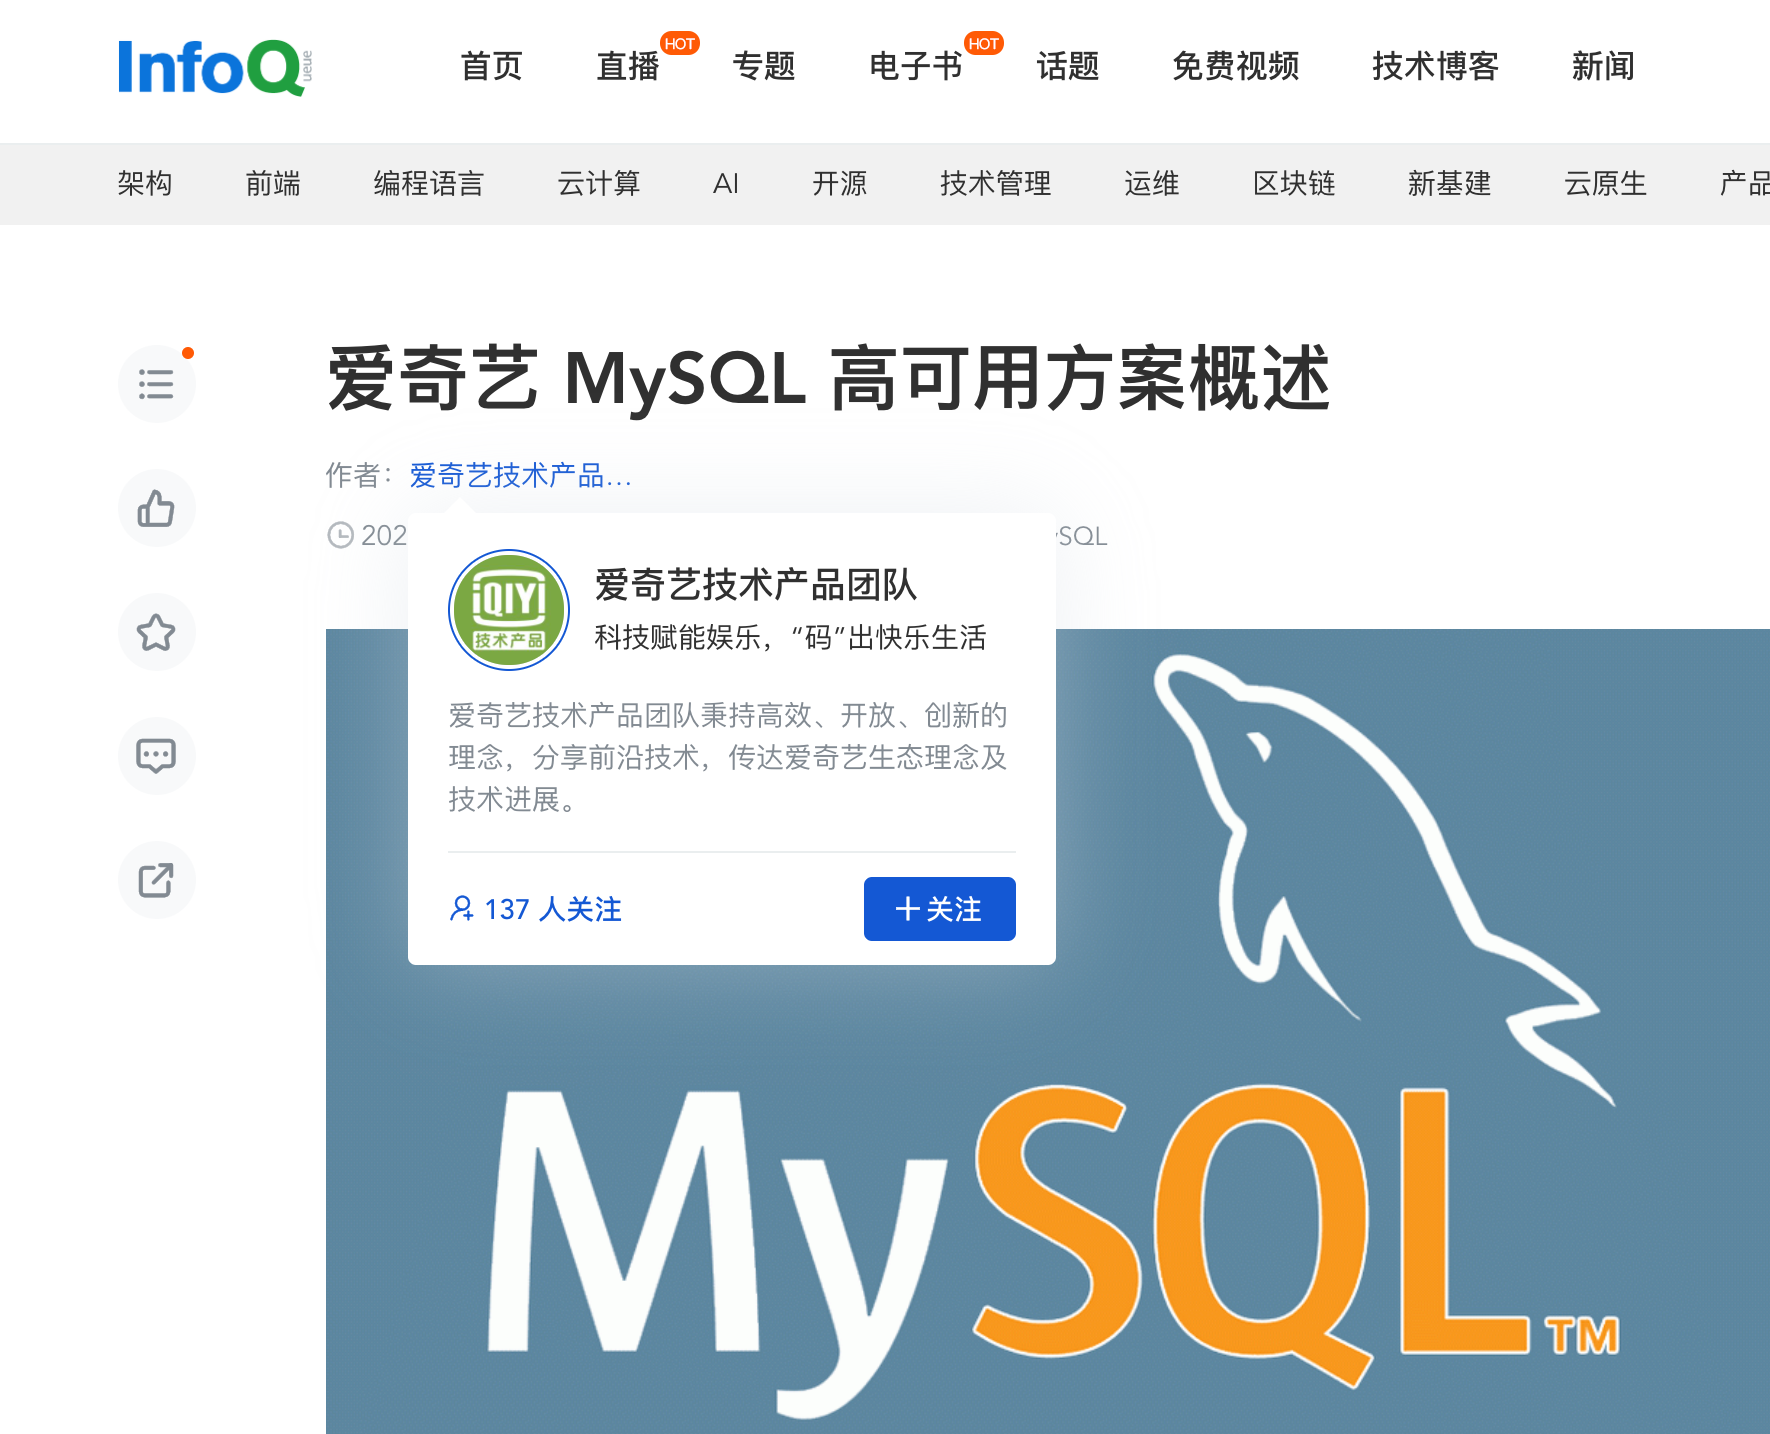 InfoQueue
首页 直播 HOT 专题 电子书 HOT 话题 免费视频 技术博客 新闻
架构 前端 编程语言 云计算 AI 开源 技术管理 运维 区块链 新基建 云原生 产品
爱奇艺 MySQL 高可用方案概述
作者：爱奇艺技术产品...
202
ySQL
iQIYI
技术产品
爱奇艺技术产品团队
科技赋能娱乐，“码”出快乐生活
爱奇艺技术产品团队秉持高效、开放、创新的
理念，分享前沿技术，传达爱奇艺生态理念及
技术进展。
137 人关注
＋关注
MySQL™